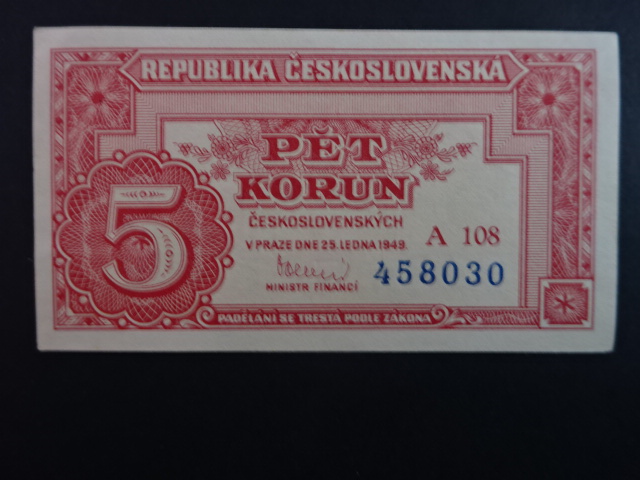 REPUBLIKA ČESKOSLOVENSKÁ
PĚT
KORUN
ČESKOSLOVENSKÝCH
V PRAZE DNE 25. LEDNA 1949.
A 108
458030
MINISTR FINANCÍ
5
PADĚLÁNÍ SE TRESTÁ PODLE ZÁKONA